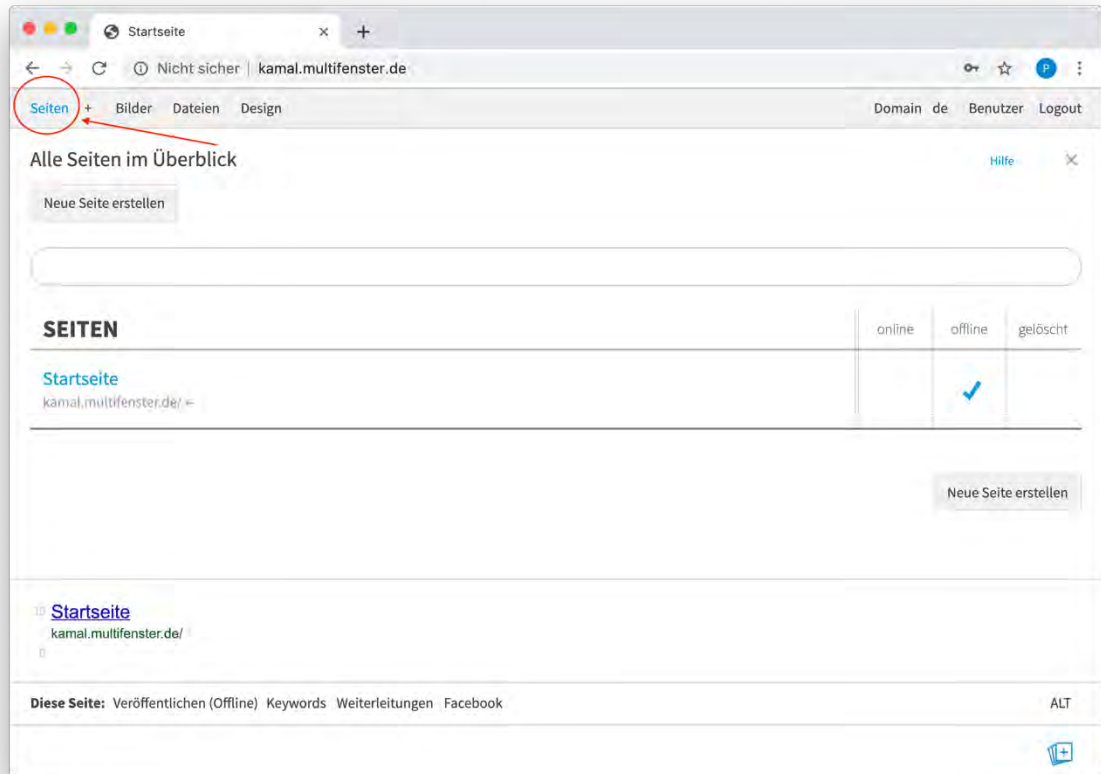 Startseite
Nicht sicher | kamal.multifenster.de
P
Seiten + Bilder Dateien Design Domain de Benutzer Logout
Alle Seiten im Überblick Hilfe
Neue Seite erstellen
SEITEN online offline gelöscht
Startseite
kamal.multifenster.de/ ←
Neue Seite erstellen
10 Startseite
kamal.multifenster.de/
0
Diese Seite: Veröffentlichen (Offline) Keywords Weiterleitungen Facebook ALT